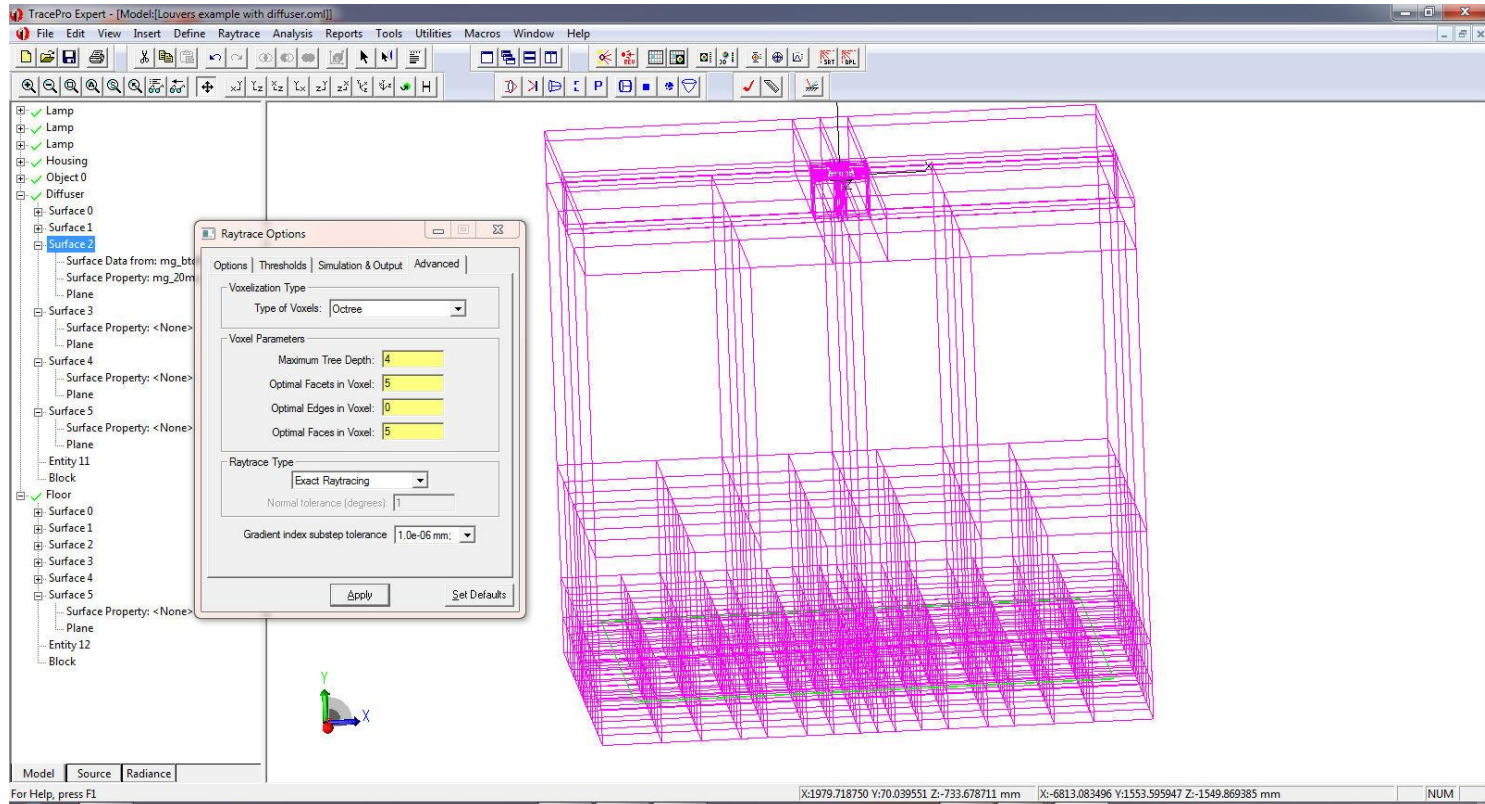 TracePro Expert - [Model:[Louvers example with diffuser.oml]]
File Edit View Insert Define Raytrace Analysis Reports Tools Utilities Macros Window Help
Lamp
Lamp
Lamp
Housing
Object 0
Diffuser
Surface 0
Surface 1
Surface 2
Surface Data from: mg_btd
Surface Property: mg_20m
Plane
Surface 3
Surface Property: <None>
Plane
Surface 4
Surface Property: <None>
Plane
Surface 5
Surface Property: <None>
Plane
Entity 11
Block
Floor
Surface 0
Surface 1
Surface 2
Surface 3
Surface 4
Surface 5
Surface Property: <None>
Plane
Entity 12
Block
Raytrace Options
Options Thresholds Simulation & Output Advanced
Voxelization Type
Type of Voxels: Octree
Voxel Parameters
Maximum Tree Depth: 4
Optimal Facets in Voxel: 5
Optimal Edges in Voxel: 0
Optimal Faces in Voxel: 5
Raytrace Type
Exact Raytracing
Normal tolerance (degrees): 1
Gradient index substep tolerance 1.0e-06 mm;
Apply Set Defaults
Y
X
X
Model Source Radiance
For Help, press F1 X:1979.718750 Y:70.039551 Z:-733.678711 mm X:-6813.083496 Y:1553.595947 Z:-1549.869385 mm NUM